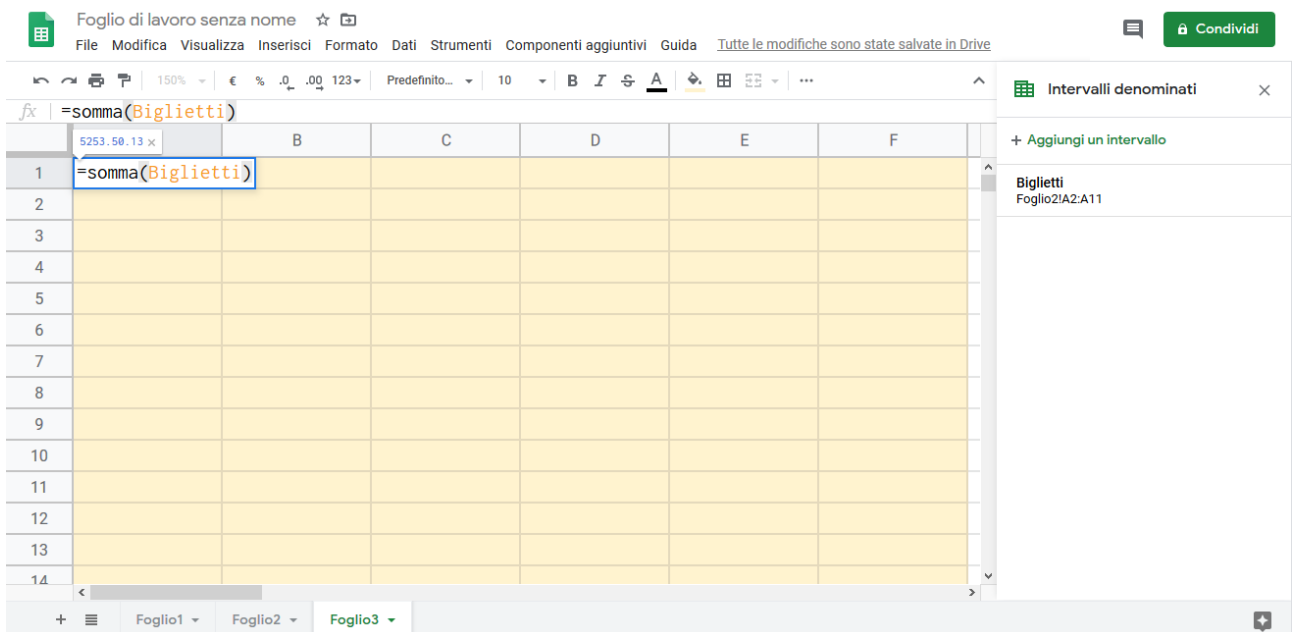 Foglio di lavoro senza nome
File Modifica Visualizza Inserisci Formato Dati Strumenti Componenti aggiuntivi Guida Tutte le modifiche sono state salvate in Drive
Condividi
150% € % .0 .00 123 Predefinito... 10 B I S A ...
Intervalli denominati
fx =somma(Biglietti)
5253.50.13 ×
B C D E F
+ Aggiungi un intervallo
1 =somma(Biglietti)
Biglietti
Foglio2!A2:A11
2
3
4
5
6
7
8
9
10
11
12
13
14
+ Foglio1 Foglio2 Foglio3